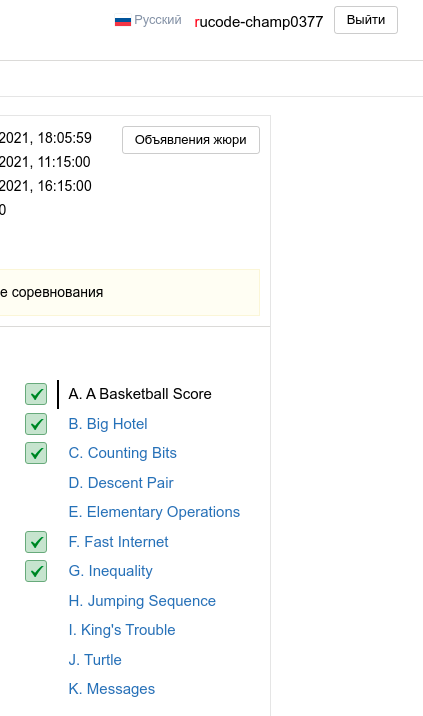 Русский rucode-champ0377 Выйти
2021, 18:05:59 Объявления жюри
2021, 11:15:00
2021, 16:15:00
0
е соревнования
A. A Basketball Score
B. Big Hotel
C. Counting Bits
D. Descent Pair
E. Elementary Operations
F. Fast Internet
G. Inequality
H. Jumping Sequence
I. King's Trouble
J. Turtle
K. Messages